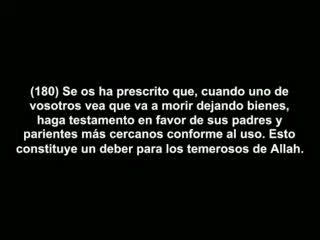 (180) Se os ha prescrito que, cuando uno de
vosotros vea que va a morir dejando bienes,
haga testamento en favor de sus padres y
parientes más cercanos conforme al uso. Esto
constituye un deber para los temerosos de Allah.